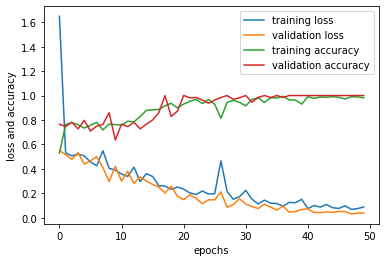 training loss
validation loss
training accuracy
validation accuracy
loss and accuracy
1.6
1.4
1.2
1.0
0.8
0.6
0.4
0.2
0.0
0 10 20 30 40 50
epochs